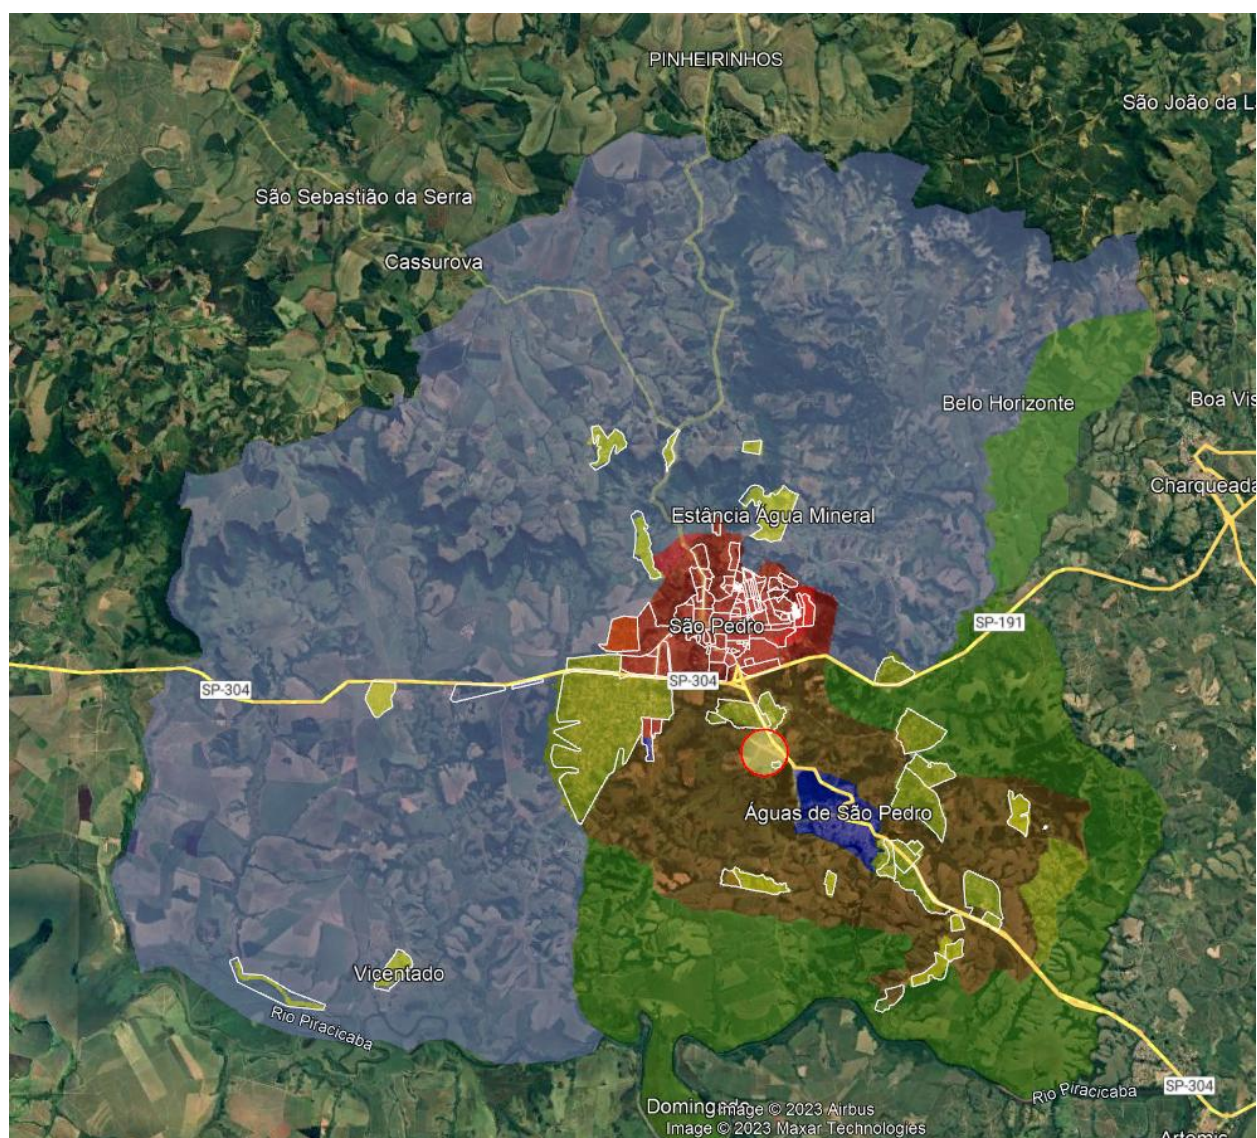 PINHEIRINHOS
São João da L
São Sebastião da Serra
Cassurova
Belo Horizonte
Boa Vis
Charqueada
Estância Água Mineral
São Pedro
SP-191
SP-304
SP-304
Águas de São Pedro
Vicentado
Rio Piracicaba
Rio Piracicaba
SP-304
Image © 2023 Airbus
Image © 2023 Maxar Technologies
Artemis